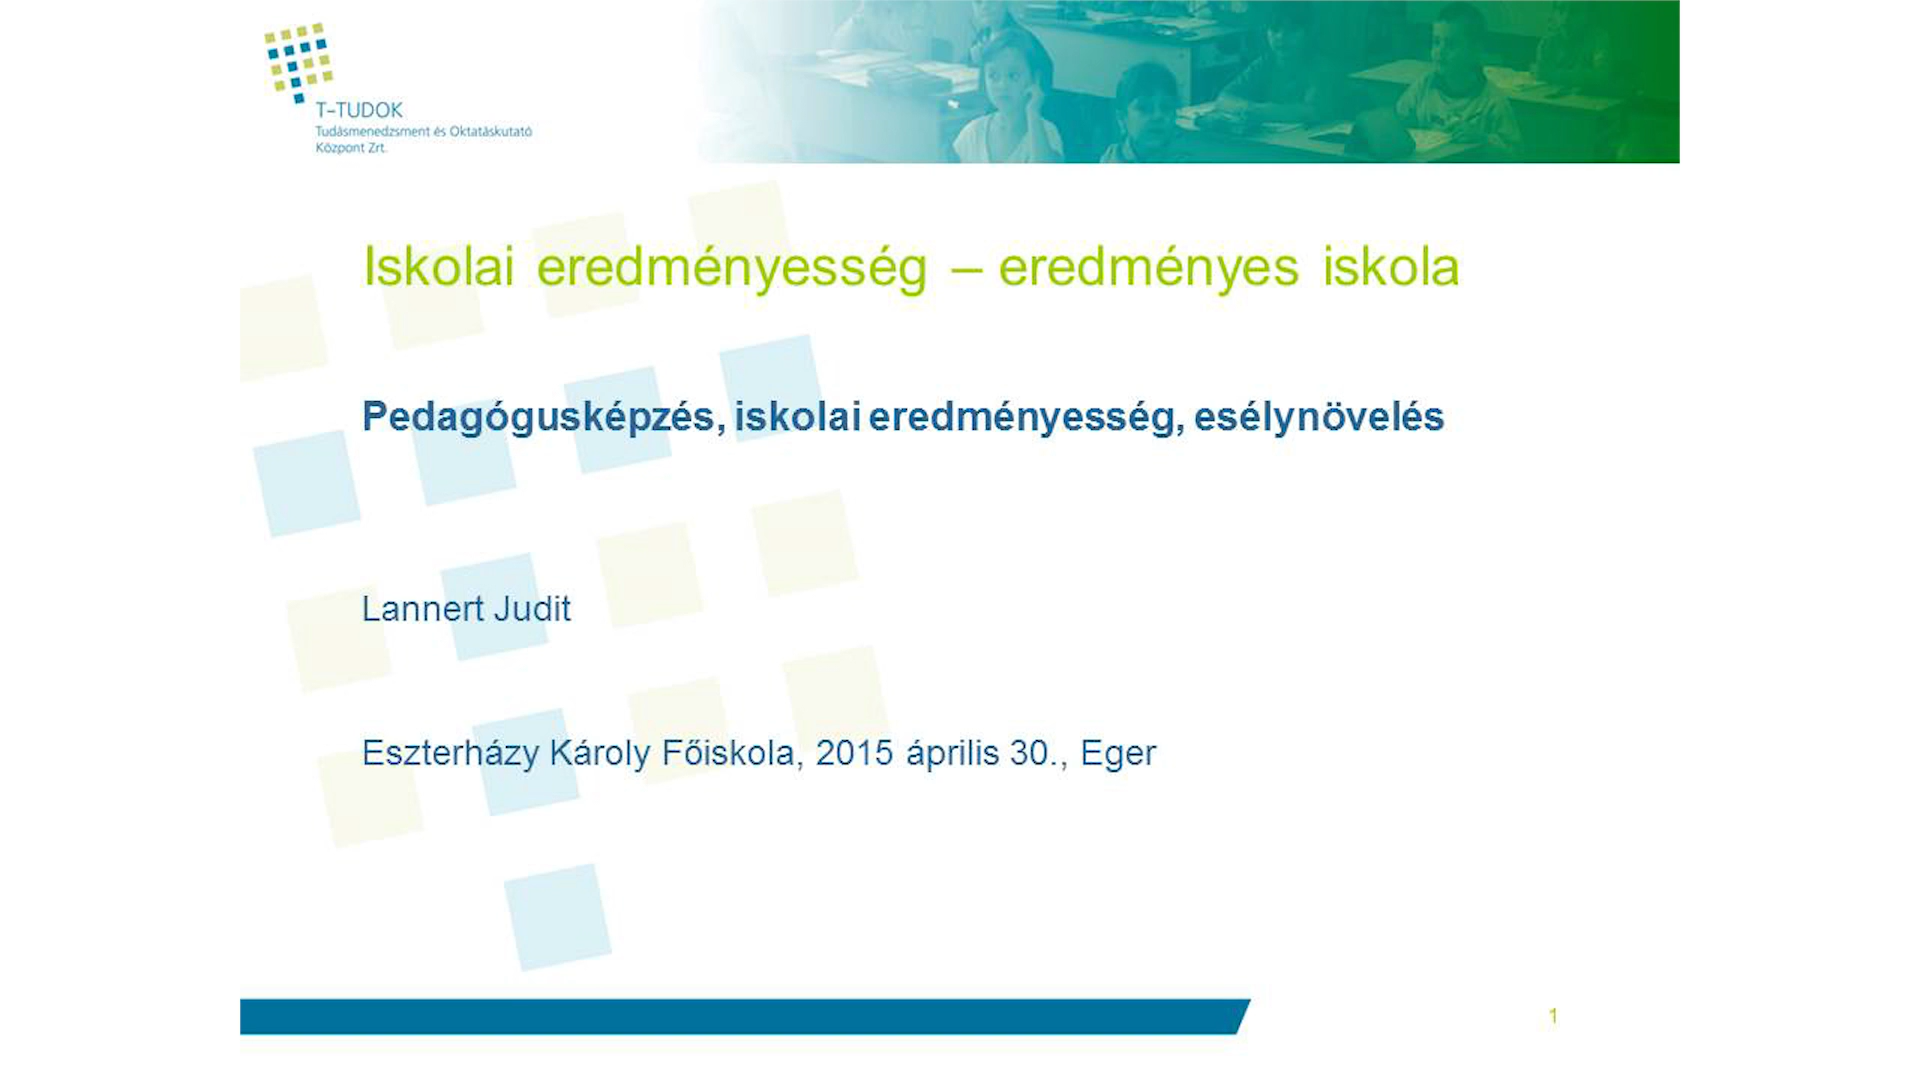 T-TUDOK
Tudásmenedzsment és Oktatáskutató
Központ Zrt.
Iskolai eredményesség – eredményes iskola
Pedagógusképzés, iskolai eredményesség, esélynövelés
Lannert Judit
Eszterházy Károly Főiskola, 2015 április 30., Eger
1